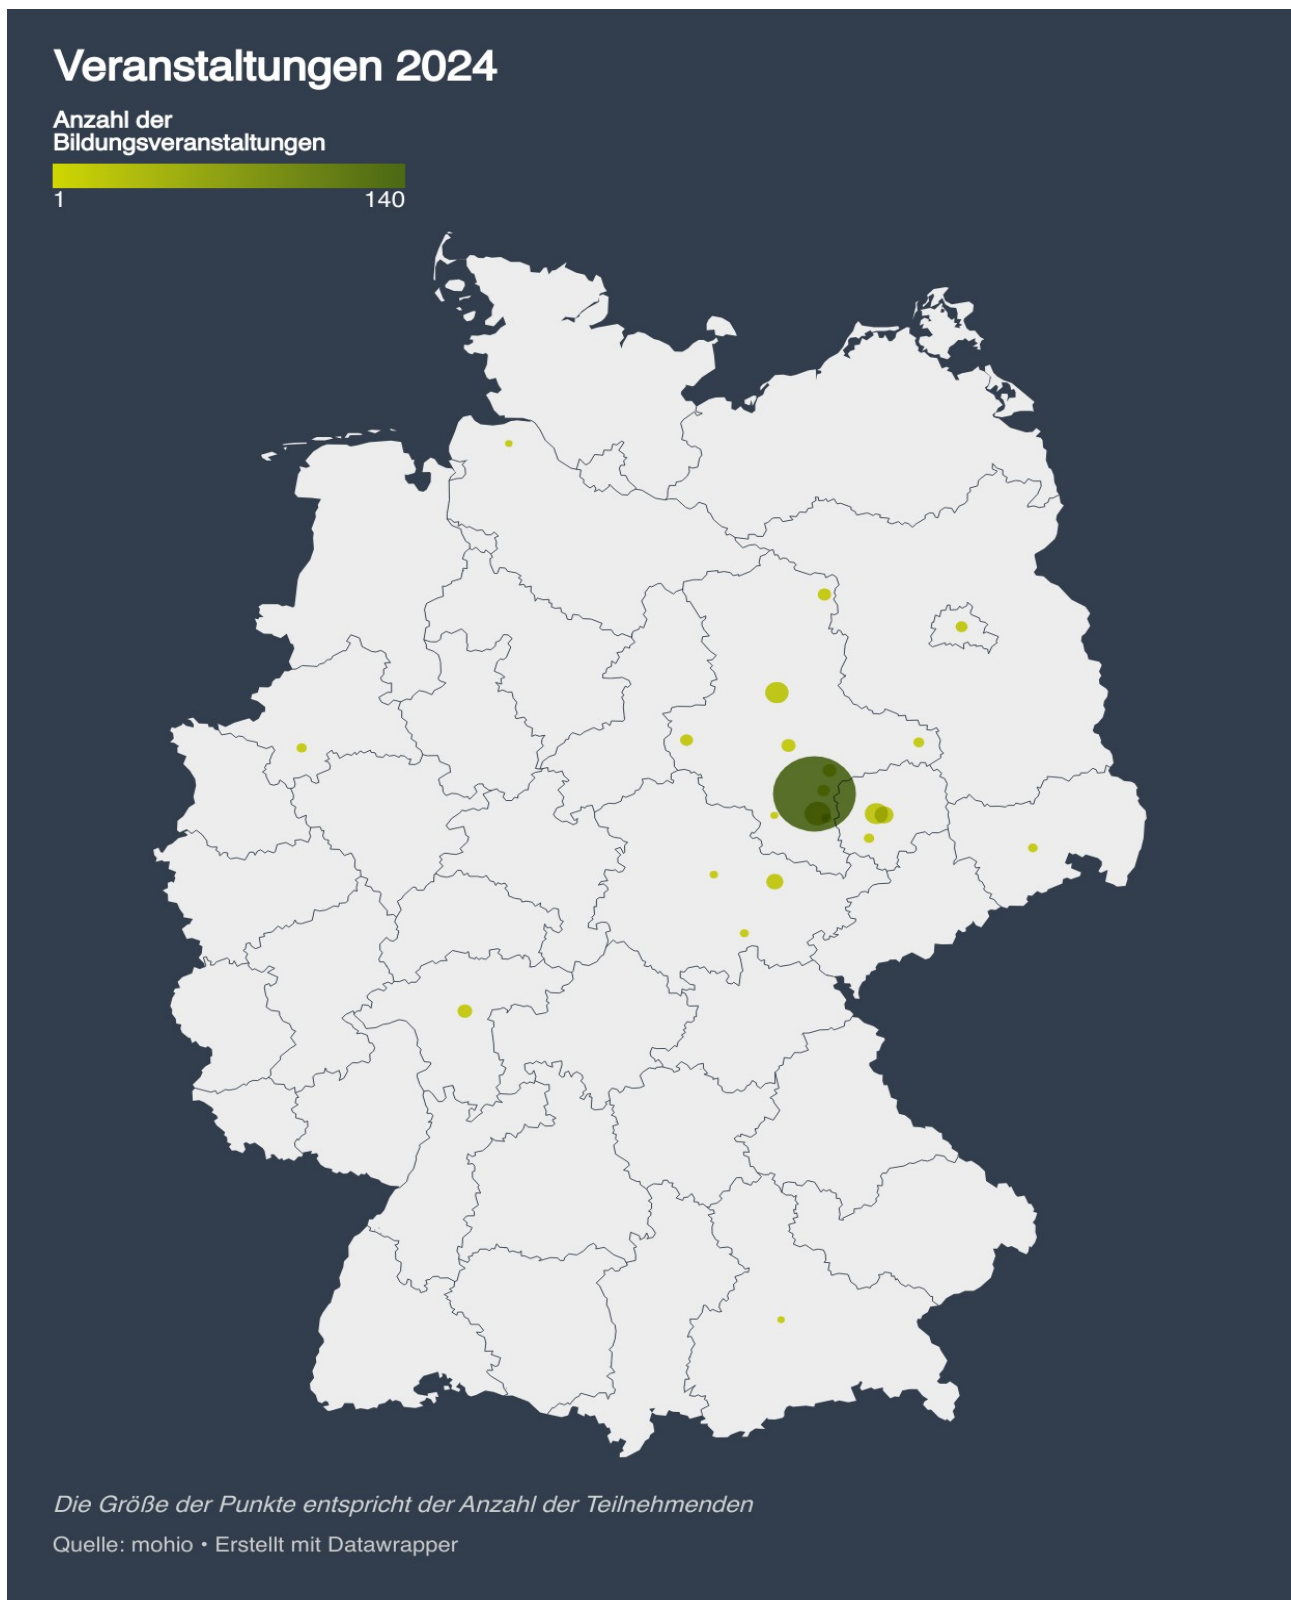 Veranstaltungen 2024
Anzahl der
Bildungsveranstaltungen
1 140
Die Größe der Punkte entspricht der Anzahl der Teilnehmenden
Quelle: mohio • Erstellt mit Datawrapper